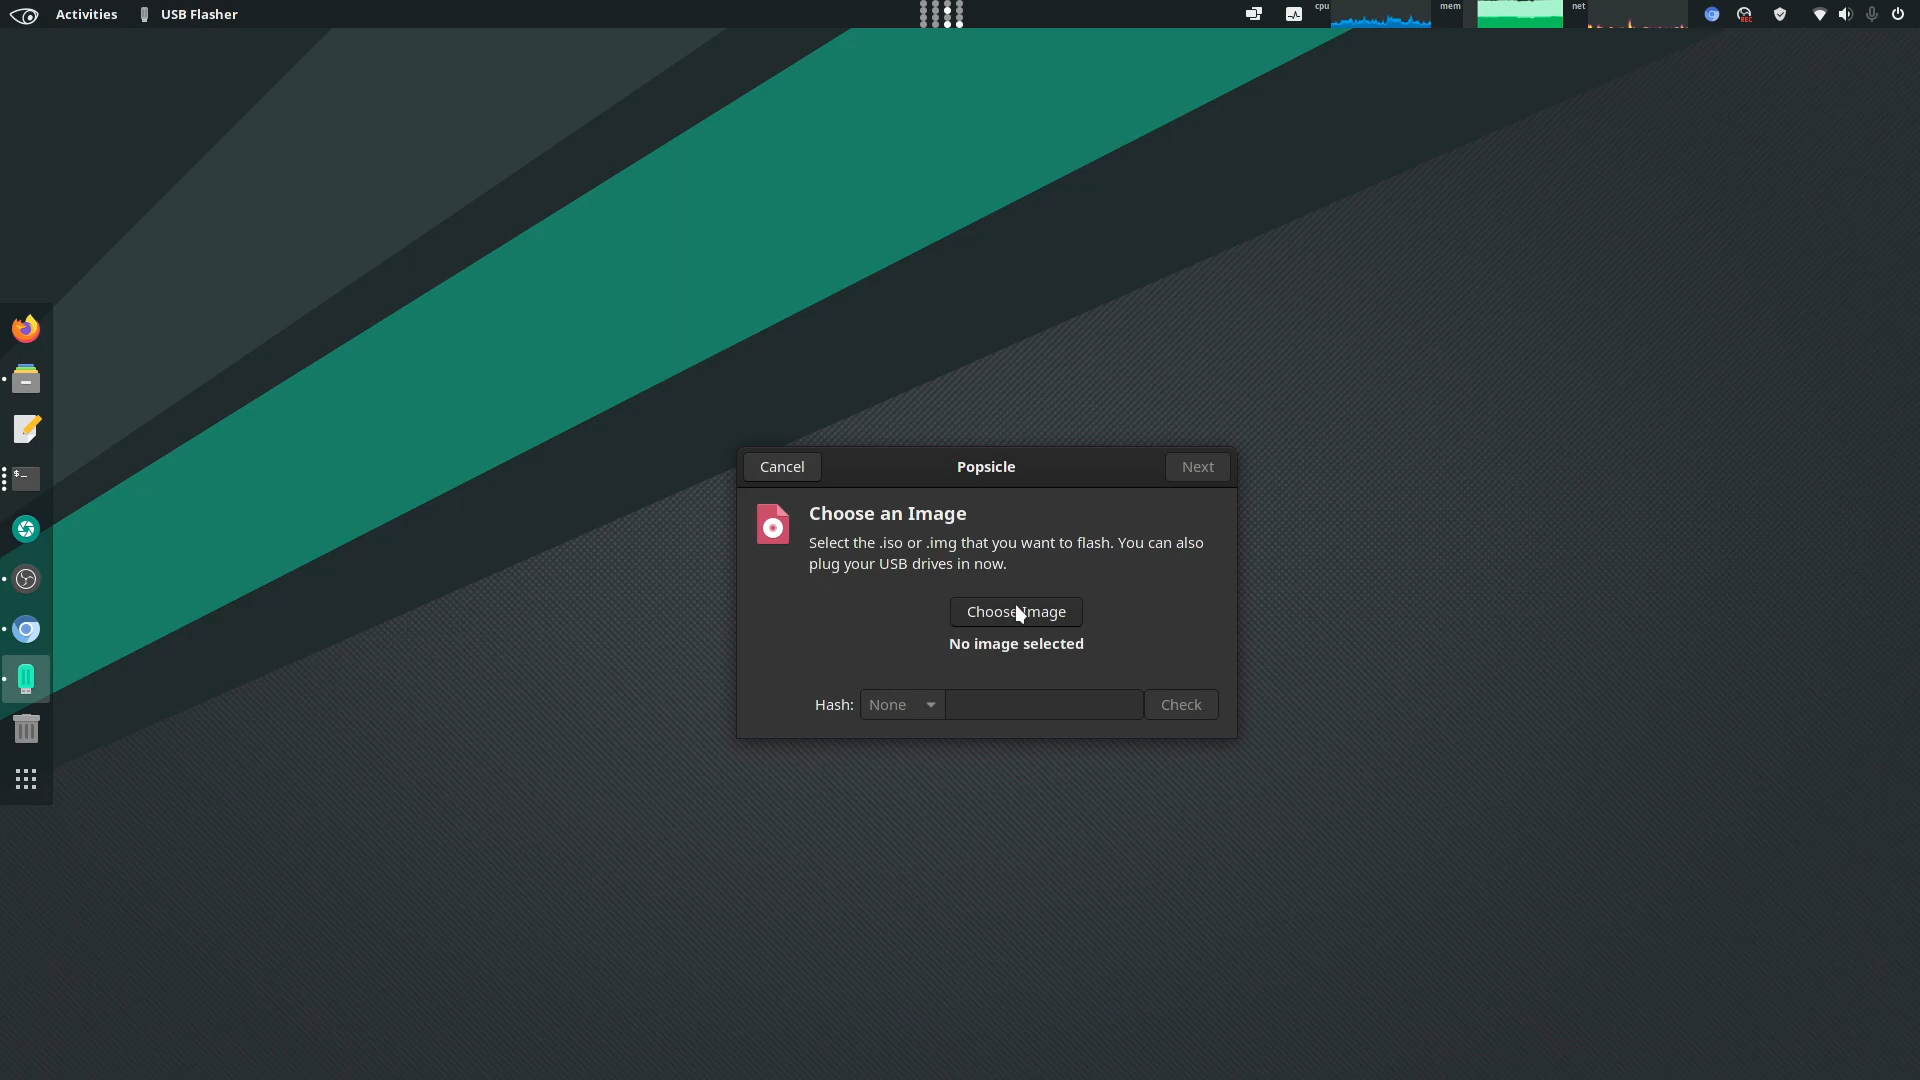 Activities
USB Flasher
cpu
mem
net
REC
Cancel
Popsicle
Next
Choose an Image
Select the .iso or .img that you want to flash. You can also
plug your USB drives in now.
Choose Image
No image selected
Hash:
None
Check
$_